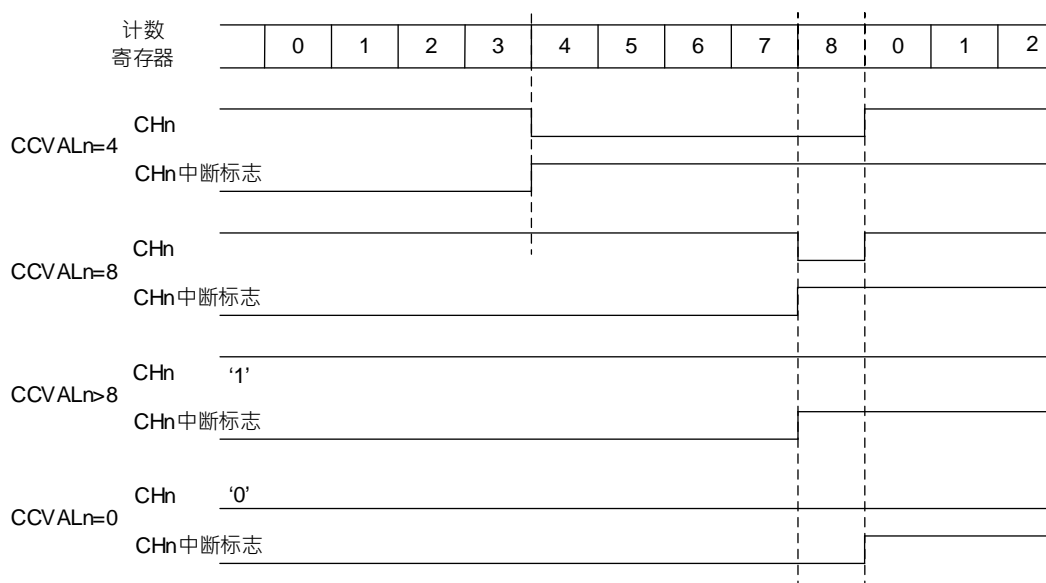 计数
寄存器
0 1 2 3 4 5 6 7 8 0 1 2
CHn
CCVALn=4
CHn中断标志
CHn
CCVALn=8
CHn中断标志
CHn ‘1’
CCVALn>8
CHn中断标志
CHn ‘0’
CCVALn=0
CHn中断标志